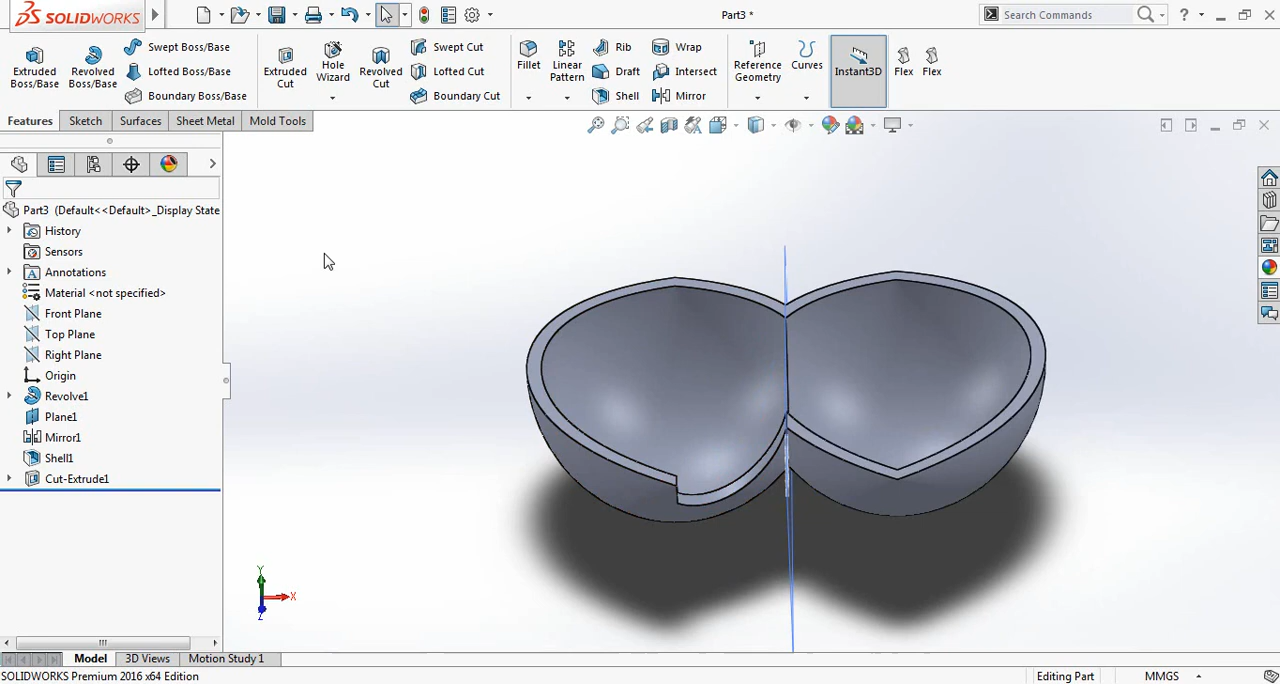 SOLIDWORKS
Part3 *
Search Commands
?
Extruded Boss/Base
Revolved Boss/Base
Swept Boss/Base
Lofted Boss/Base
Boundary Boss/Base
Extruded Cut
Hole Wizard
Revolved Cut
Swept Cut
Lofted Cut
Boundary Cut
Fillet
Linear Pattern
Rib
Draft
Shell
Wrap
Intersect
Mirror
Reference Geometry
Curves
Instant3D
Flex
Flex
Features
Sketch
Surfaces
Sheet Metal
Mold Tools
Part3 (Default<<Default>_Display State
History
Sensors
Annotations
Material <not specified>
Front Plane
Top Plane
Right Plane
Origin
Revolve1
Plane1
Mirror1
Shell1
Cut-Extrude1
Y
X
Z
Model
3D Views
Motion Study 1
SOLIDWORKS Premium 2016 x64 Edition
Editing Part
MMGS